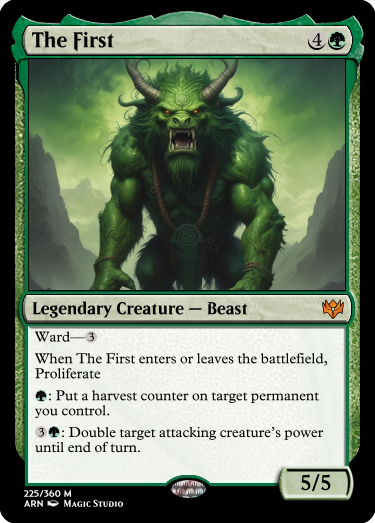 The First 4
Legendary Creature — Beast
Ward—3
When The First enters or leaves the battlefield,
Proliferate
: Put a harvest counter on target permanent
you control.
3: Double target attacking creature's power
until end of turn.
5/5
225/360 M
ARN Magic Studio